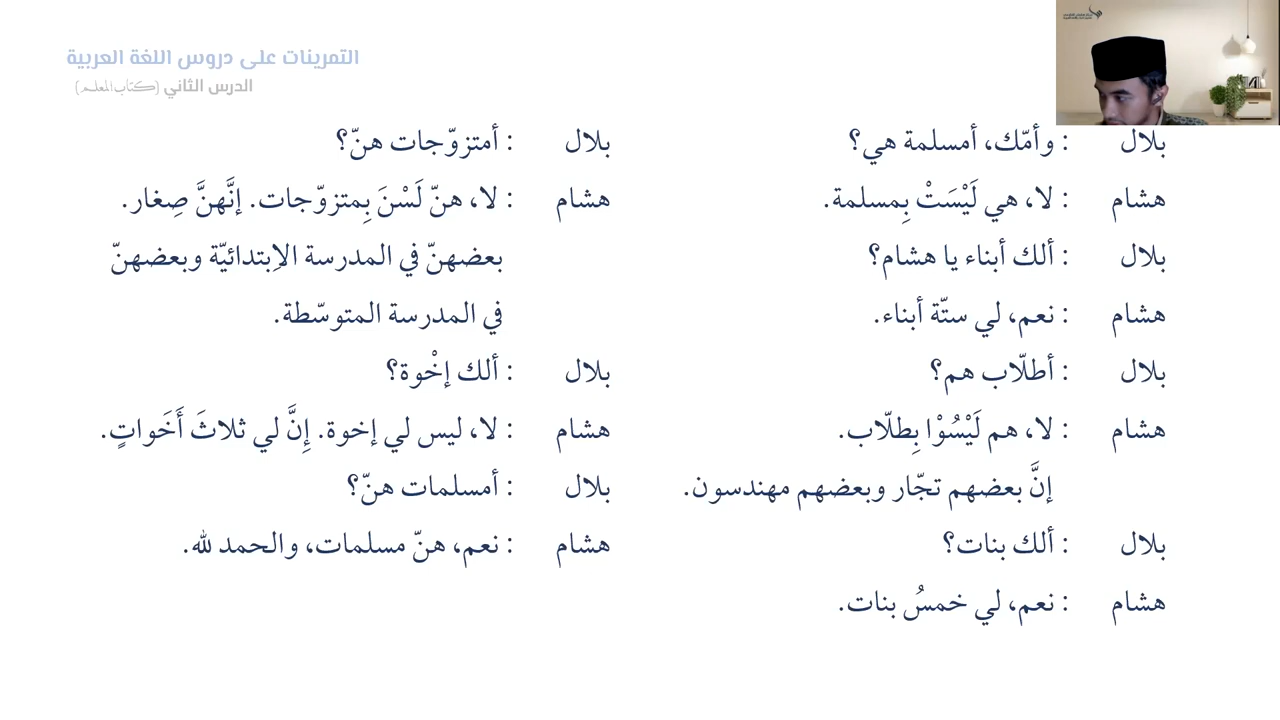 التمرينات على دروس اللغة العربية
الدرس الثاني (كتاب المعلم)
بلال : وأمّك، أمسلمة هي؟
هشام : لا، هي لَيْسَتْ بِمسلمة.
بلال : ألك أبناء يا هشام؟
هشام : نعم، لي ستّة أبناء.
بلال : أطلّاب هم؟
هشام : لا، هم لَيْسُوْا بِطلّاب.
إنَّ بعضهم تجّار وبعضهم مهندسون.
بلال : ألك بنات؟
هشام : نعم، لي خمسُ بنات.
بلال : أمتزوّجات هنّ؟
هشام : لا، هنّ لَسْنَ بِمتزوّجات. إنَّهنَّ صِغار.
بعضهنّ في المدرسة الاِبتدائيّة وبعضهنّ
في المدرسة المتوسّطة.
بلال : ألك إخْوة؟
هشام : لا، ليس لي إخوة. إِنَّ لي ثلاثَ أَخَواتٍ.
بلال : أمسلمات هنّ؟
هشام : نعم، هنّ مسلمات، والحمد لله.